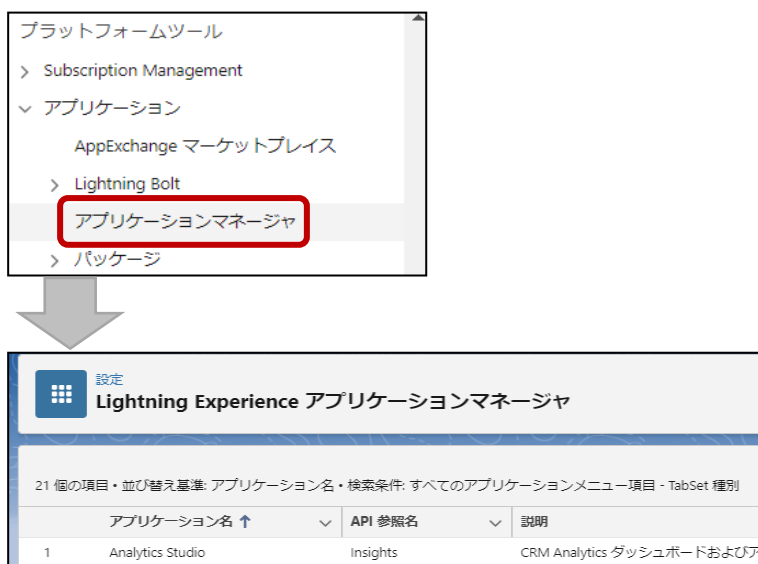 プラットフォームツール
Subscription Management
アプリケーション
AppExchange マーケットプレイス
Lightning Bolt
アプリケーションマネージャ
パッケージ
設定
Lightning Experience アプリケーションマネージャ
21 個の項目・並び替え基準: アプリケーション名・検索条件: すべてのアプリケーションメニュー項目 - TabSet 種別
アプリケーション名 ↑ API 参照名 説明
1 Analytics Studio Insights CRM Analytics ダッシュボードおよびア